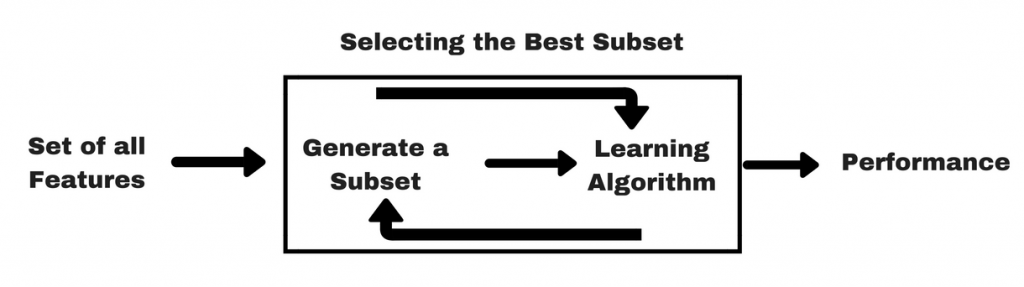 Selecting the Best Subset
Set of all
Features
Generate a
Subset
Learning
Algorithm
Performance